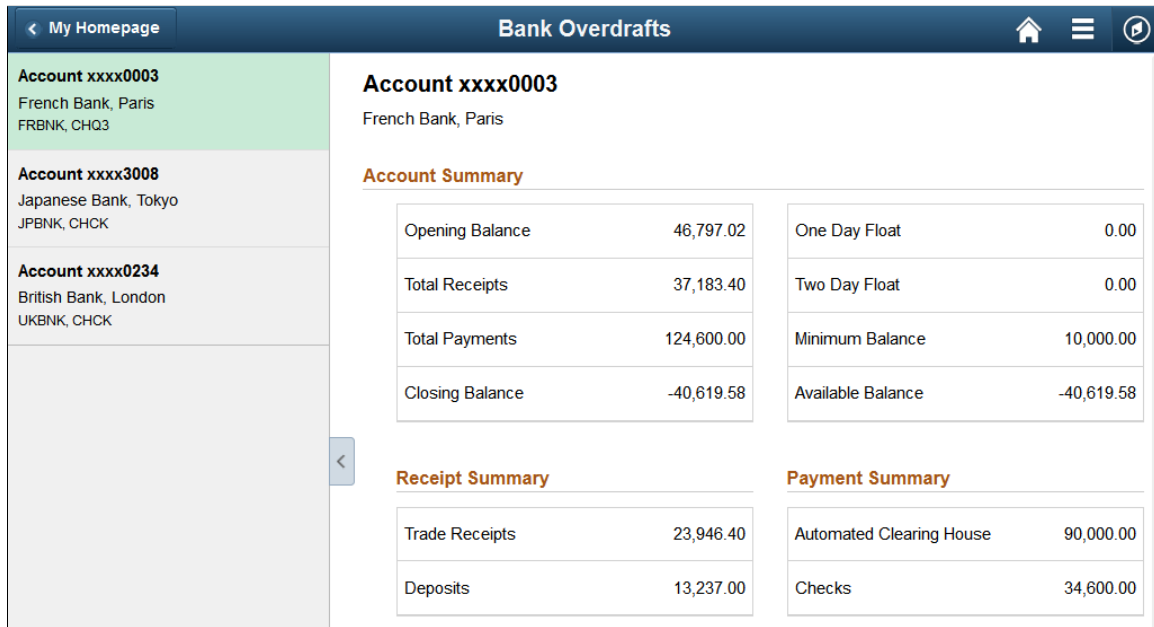 My Homepage
Bank Overdrafts
Account xxxx0003
French Bank, Paris
FRBNK, CHQ3
Account xxxx3008
Japanese Bank, Tokyo
JPBNK, CHCK
Account xxxx0234
British Bank, London
UKBNK, CHCK
Account xxxx0003
French Bank, Paris
Account Summary
Opening Balance 46,797.02
Total Receipts 37,183.40
Total Payments 124,600.00
Closing Balance -40,619.58
One Day Float 0.00
Two Day Float 0.00
Minimum Balance 10,000.00
Available Balance -40,619.58
Receipt Summary
Trade Receipts 23,946.40
Deposits 13,237.00
Payment Summary
Automated Clearing House 90,000.00
Checks 34,600.00